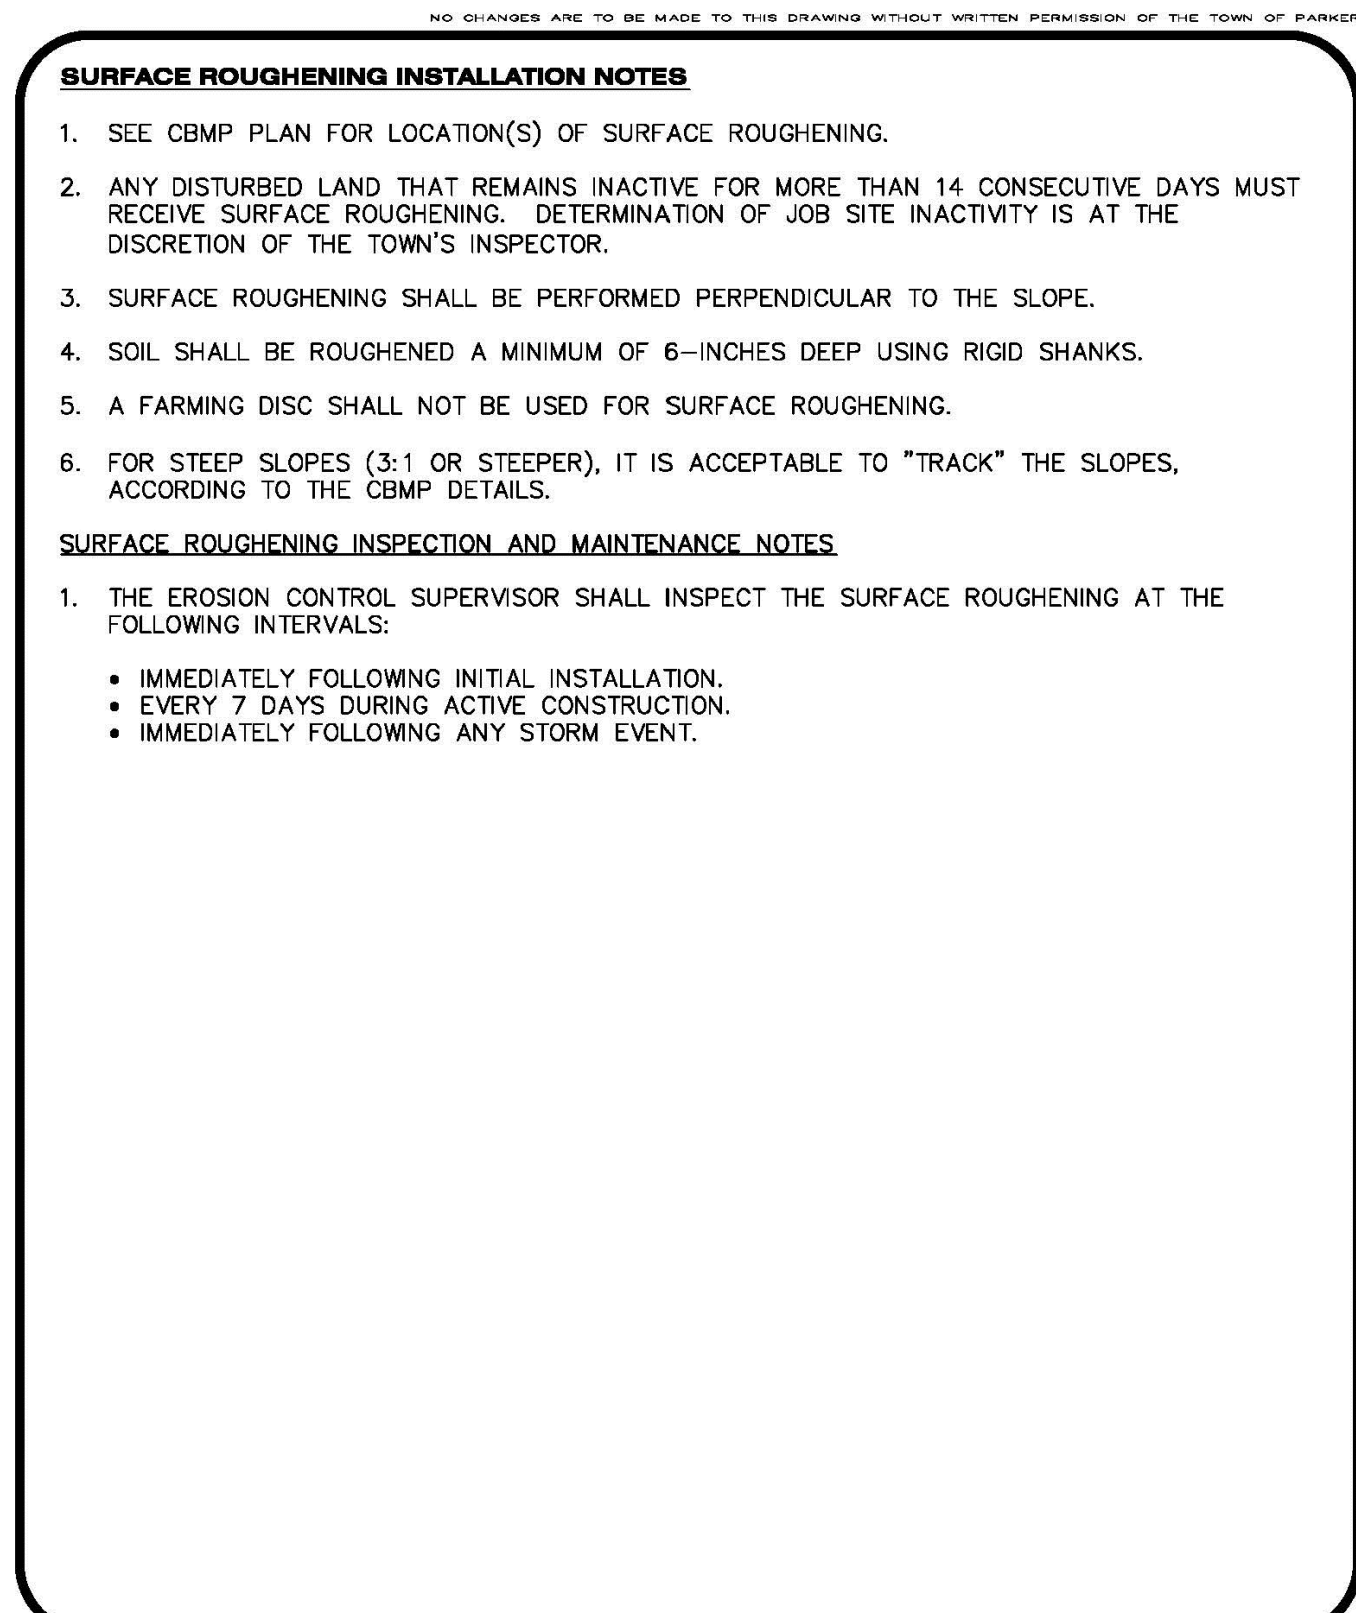 NO CHANGES ARE TO BE MADE TO THIS DRAWING WITHOUT WRITTEN PERMISSION OF THE TOWN OF PARKER
SURFACE ROUGHENING INSTALLATION NOTES
1. SEE CBMP PLAN FOR LOCATION(S) OF SURFACE ROUGHENING.
2. ANY DISTURBED LAND THAT REMAINS INACTIVE FOR MORE THAN 14 CONSECUTIVE DAYS MUST
RECEIVE SURFACE ROUGHENING. DETERMINATION OF JOB SITE INACTIVITY IS AT THE
DISCRETION OF THE TOWN'S INSPECTOR.
3. SURFACE ROUGHENING SHALL BE PERFORMED PERPENDICULAR TO THE SLOPE.
4. SOIL SHALL BE ROUGHENED A MINIMUM OF 6-INCHES DEEP USING RIGID SHANKS.
5. A FARMING DISC SHALL NOT BE USED FOR SURFACE ROUGHENING.
6. FOR STEEP SLOPES (3:1 OR STEEPER), IT IS ACCEPTABLE TO "TRACK" THE SLOPES,
ACCORDING TO THE CBMP DETAILS.
SURFACE ROUGHENING INSPECTION AND MAINTENANCE NOTES
1. THE EROSION CONTROL SUPERVISOR SHALL INSPECT THE SURFACE ROUGHENING AT THE
FOLLOWING INTERVALS:
• IMMEDIATELY FOLLOWING INITIAL INSTALLATION.
• EVERY 7 DAYS DURING ACTIVE CONSTRUCTION.
• IMMEDIATELY FOLLOWING ANY STORM EVENT.